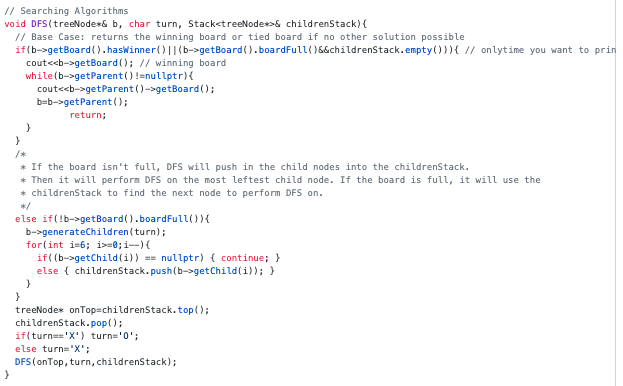 // Searching Algorithms
void DFS(treeNode*& b, char turn, Stack<treeNode*>& childrenStack){
  // Base Case: returns the winning board or tied board if no other solution possible
  if(b->getBoard().hasWinner()||(b->getBoard().boardFull()&&childrenStack.empty())){ // onlytime you want to prin
    cout<<b->getBoard(); // winning board
    while(b->getParent()!=nullptr){
      cout<<b->getParent()->getBoard();
      b=b->getParent();
            return;
    }
  }
  /*
   * If the board isn't full, DFS will push in the child nodes into the childrenStack.
   * Then it will perform DFS on the most leftest child node. If the board is full, it will use the
   * childrenStack to find the next node to perform DFS on.
   */
  else if(!b->getBoard().boardFull()){
    b->generateChildren(turn);
    for(int i=6; i>=0;i--){
      if((b->getChild(i)) == nullptr) { continue; }
      else { childrenStack.push(b->getChild(i)); }
    }
  }
  treeNode* onTop=childrenStack.top();
  childrenStack.pop();
  if(turn=='X') turn='O';
  else turn='X';
  DFS(onTop,turn,childrenStack);
}